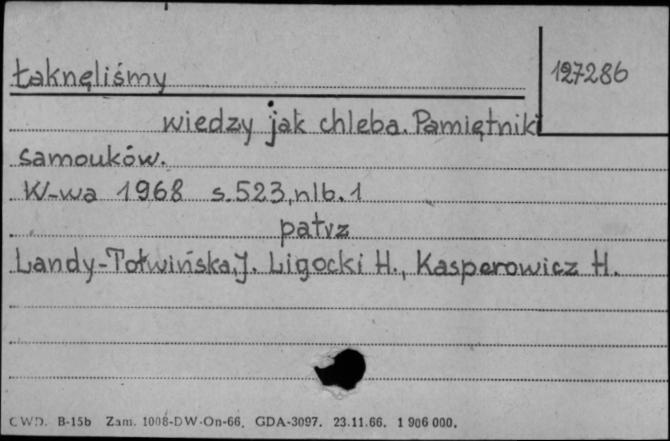 Łaknęliśmy
127286
wiedzy jak chleba. Pamiętniki
samouków.
W-wa 1968 s.523, nlb. 1
patrz
Landy-Tołwińska, J. Ligocki H., Kasperowicz H.
CWD. B-15b Zam. 1008-DW-On-66. GDA-3097. 23.11.66. 1 906 000.